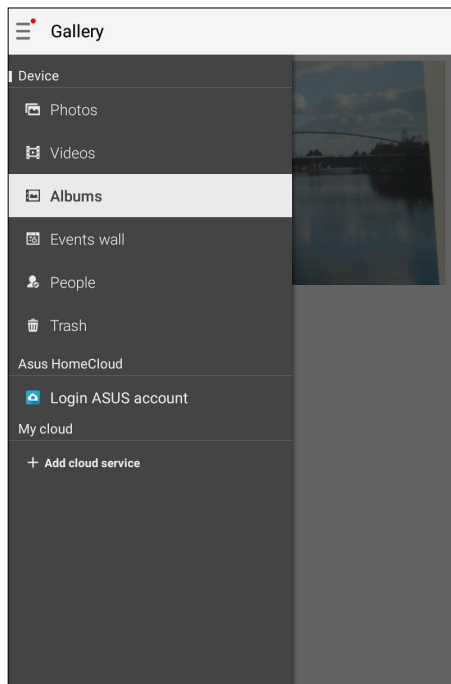 Gallery
Device
Photos
Videos
Albums
Events wall
People
Trash
Asus HomeCloud
Login ASUS account
My cloud
+ Add cloud service